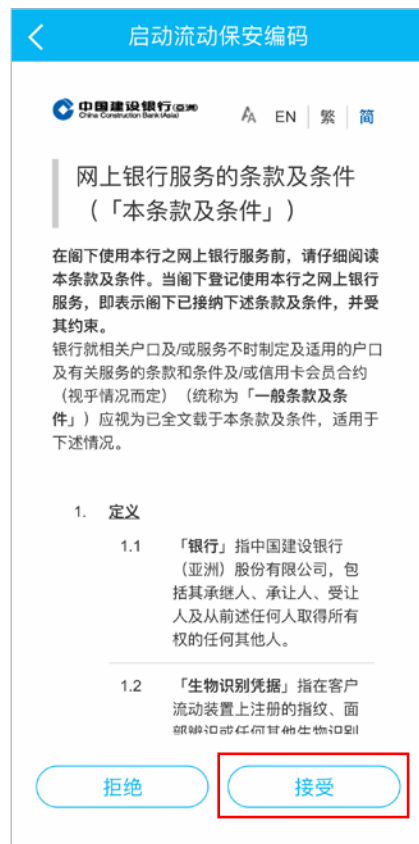 启动流动保安编码
中国建设银行(亚洲)
China Construction Bank (Asia)
A A EN 繁 简
网上银行服务的条款及条件
（「本条款及条件」）
在阁下使用本行之网上银行服务前，请仔细阅读
本条款及条件。当阁下登记使用本行之网上银行
服务，即表示阁下已接纳下述条款及条件，并受
其约束。
银行就相关户口及/或服务不时制定及适用的户口
及有关服务的条款和条件及/或信用卡会员合约
（视乎情况而定）（统称为「一般条款及条
件」）应视为已全文载于本条款及条件，适用于
下述情况。
1. 定义
1.1 「银行」指中国建设银行
（亚洲）股份有限公司，包
括其承继人、承让人、受让
人及从前述任何人取得所有
权的任何其他人。
1.2 「生物识别凭据」指在客户
流动装置上注册的指纹、面
部辨识或任何其他生物识别
拒绝 接受